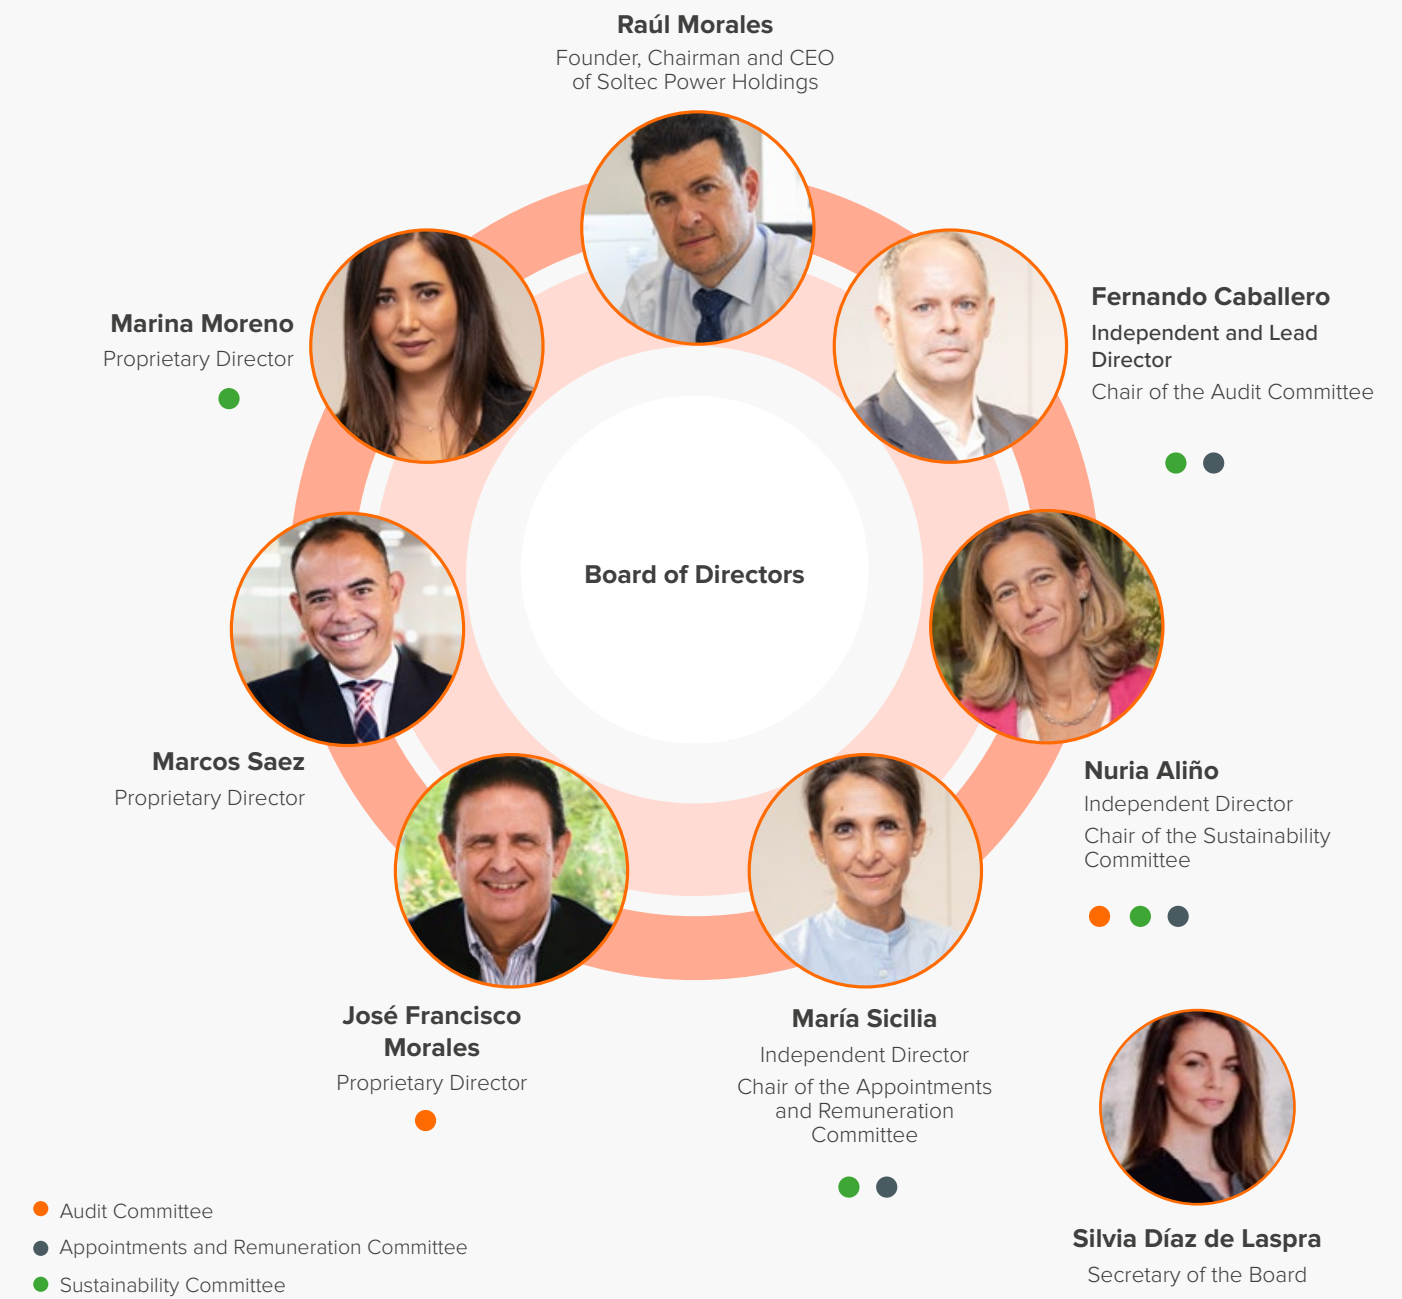 Raúl Morales
Founder, Chairman and CEO
of Soltec Power Holdings
Marina Moreno
Proprietary Director
Fernando Caballero
Independent and Lead
Director
Chair of the Audit Committee
Board of Directors
Marcos Saez
Proprietary Director
Nuria Aliño
Independent Director
Chair of the Sustainability
Committee
José Francisco
Morales
Proprietary Director
María Sicilia
Independent Director
Chair of the Appointments
and Remuneration
Committee
Silvia Díaz de Laspra
Secretary of the Board
Audit Committee
Appointments and Remuneration Committee
Sustainability Committee